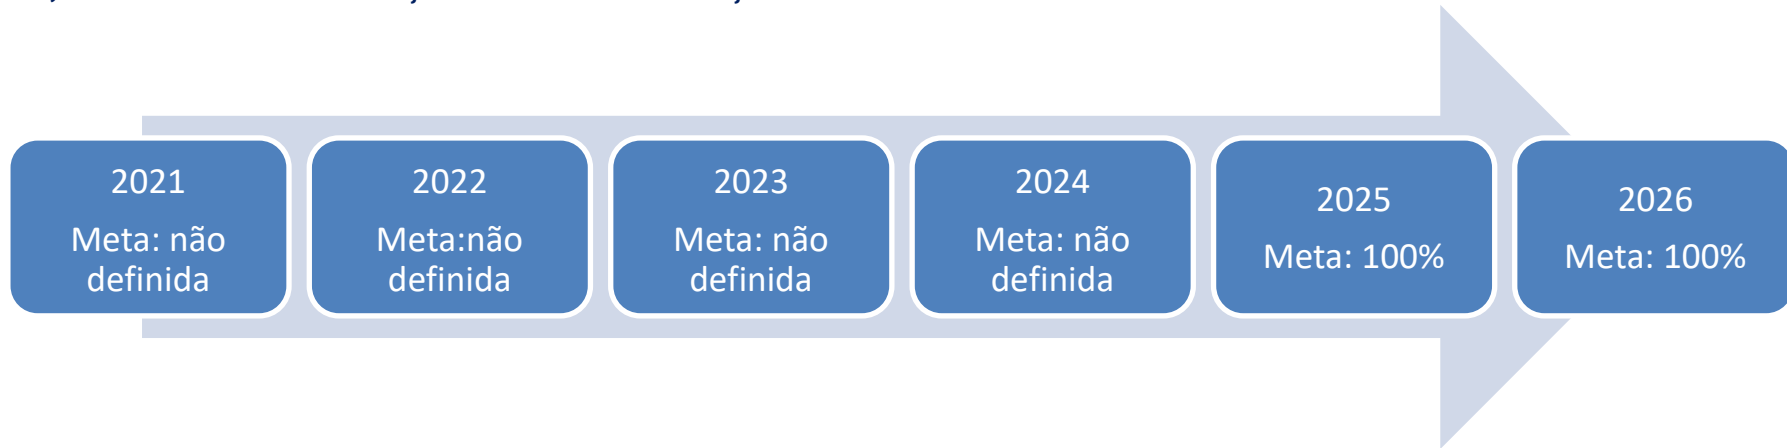 2021
Meta: não
definida
2022
Meta:não
definida
2023
Meta: não
definida
2024
Meta: não
definida
2025
Meta: 100%
2026
Meta: 100%